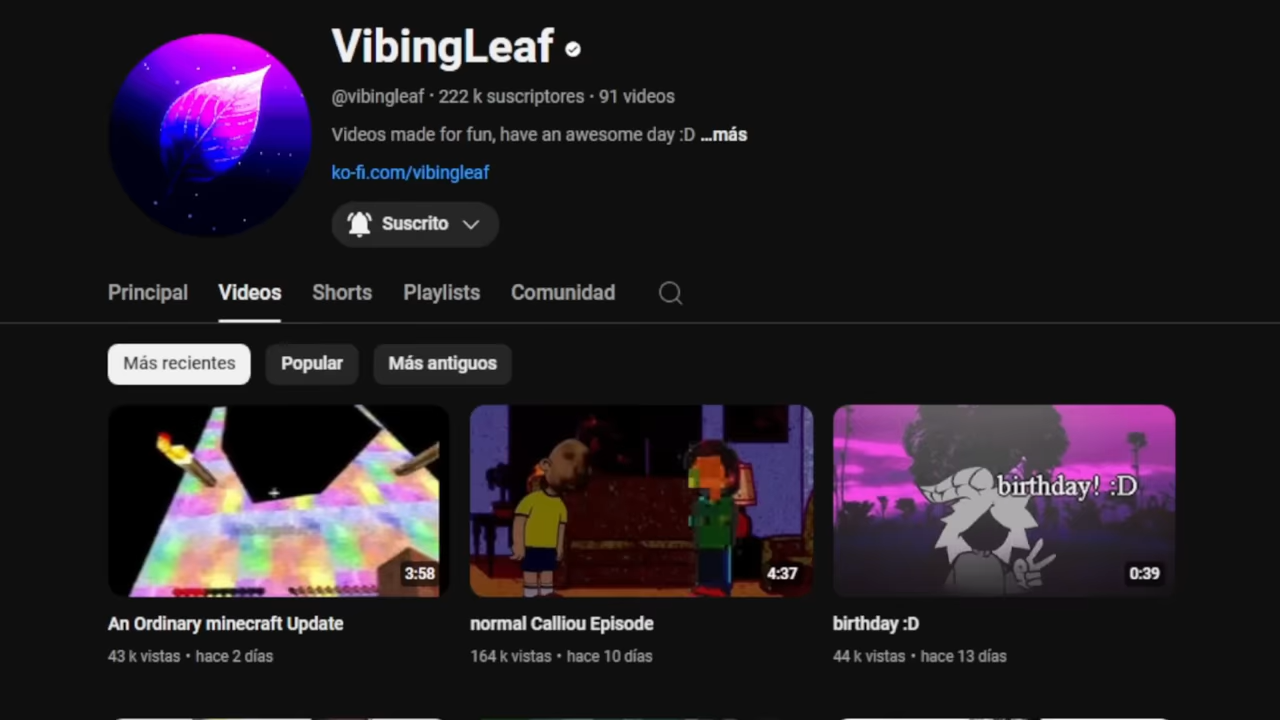 VibingLeaf
@vibingleaf · 222 k suscriptores · 91 videos
Videos made for fun, have an awesome day :D ...más
ko-fi.com/vibingleaf
Suscrito
Principal Videos Shorts Playlists Comunidad
Más recientes Popular Más antiguos
birthday! :D
3:58 4:37 0:39
An Ordinary minecraft Update normal Calliou Episode birthday :D
43 k vistas • hace 2 días 164 k vistas • hace 10 días 44 k vistas • hace 13 días